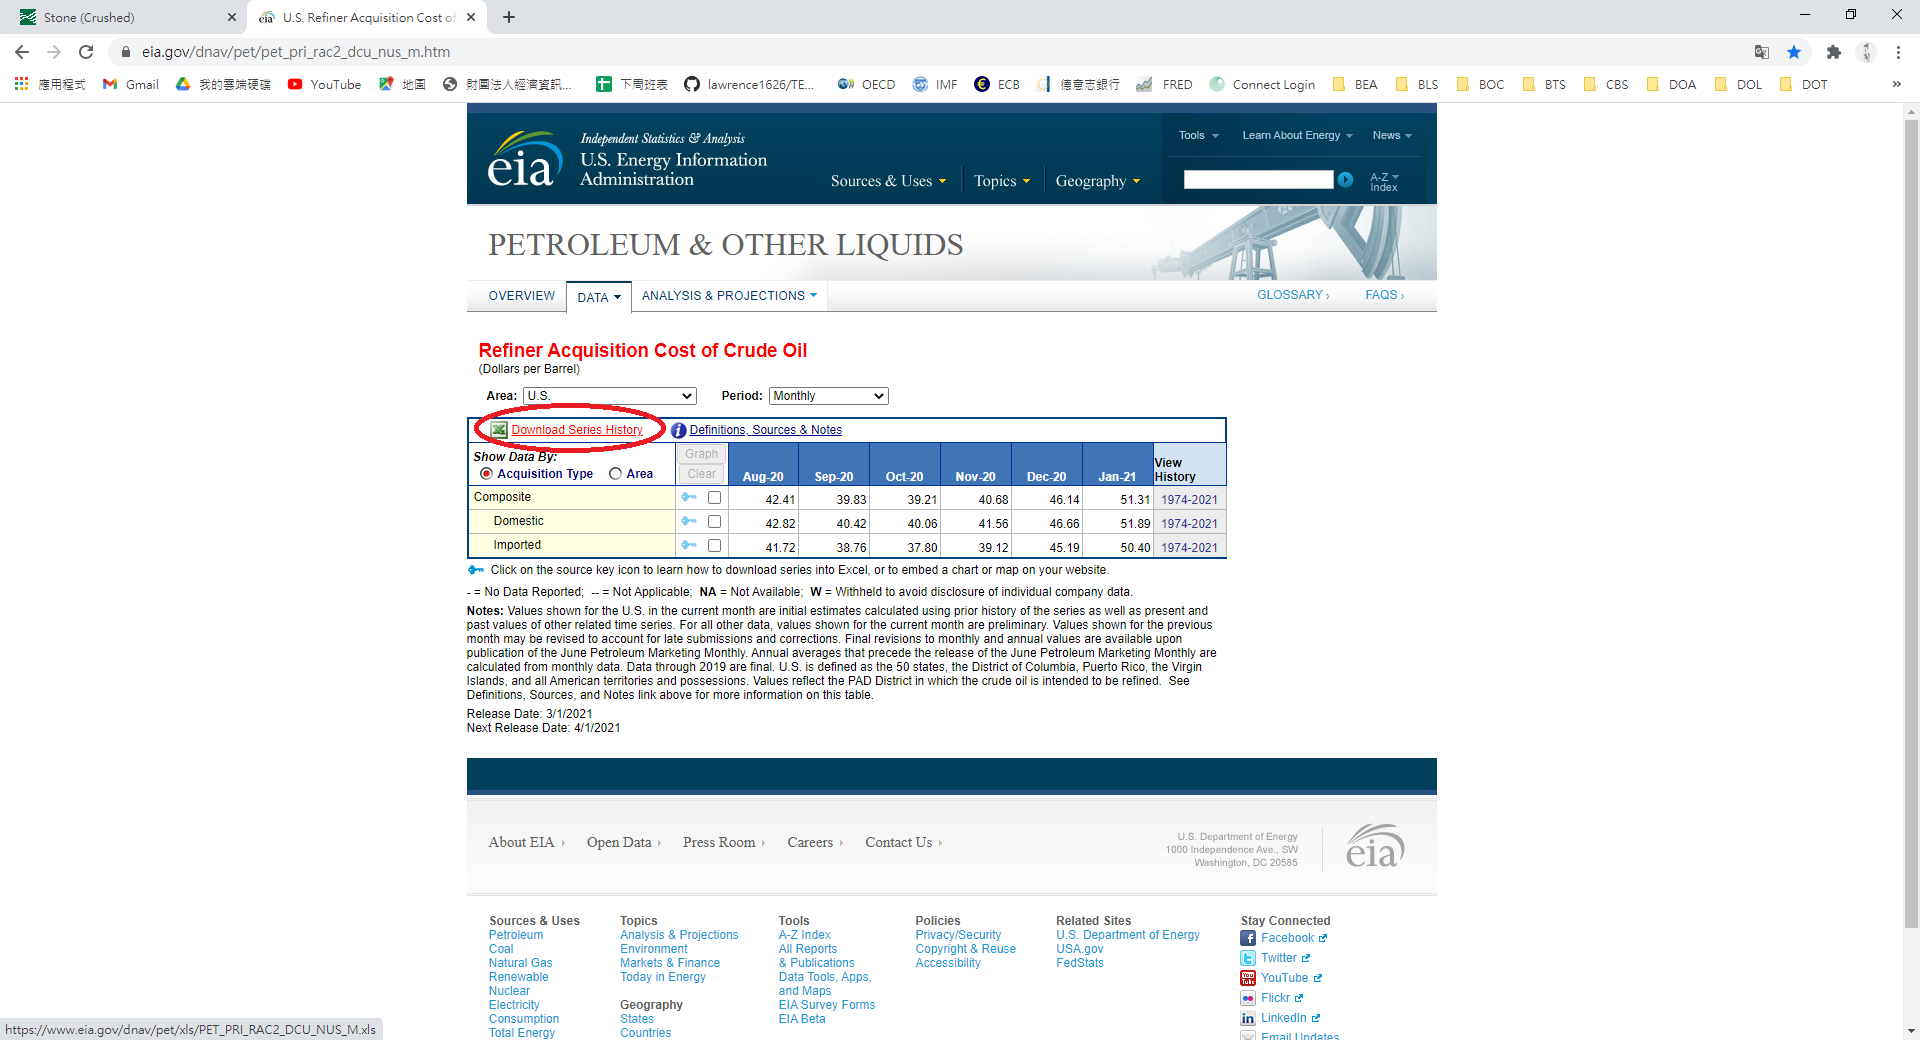 Stone (Crushed)
U.S. Refiner Acquisition Cost of
eia.gov/dnav/pet/pet_pri_rac2_dcu_nus_m.htm
應用程式 Gmail 我的雲端硬碟 YouTube 地圖 財團法人經濟資訊... 下周班表 lawrence1626/TE... OECD IMF ECB 德意志銀行 FRED Connect Login BEA BLS BOC BTS CBS DOA DOL DOT »
eia
Independent Statistics & Analysis
U.S. Energy Information
Administration
Sources & Uses Topics Geography
Tools Learn About Energy News
A-Z
Index
PETROLEUM & OTHER LIQUIDS
OVERVIEW DATA ANALYSIS & PROJECTIONS GLOSSARY › FAQS ›
Refiner Acquisition Cost of Crude Oil
(Dollars per Barrel)
Area: U.S. Period: Monthly
Download Series History Definitions, Sources & Notes
Show Data By:
Acquisition Type Area
Graph
Clear
Aug-20 Sep-20 Oct-20 Nov-20 Dec-20 Jan-21 View History
Composite 42.41 39.83 39.21 40.68 46.14 51.31 1974-2021
Domestic 42.82 40.42 40.06 41.56 46.66 51.89 1974-2021
Imported 41.72 38.76 37.80 39.12 45.19 50.40 1974-2021
Click on the source key icon to learn how to download series into Excel, or to embed a chart or map on your website.
- = No Data Reported; -- = Not Applicable; NA = Not Available; W = Withheld to avoid disclosure of individual company data.
Notes: Values shown for the U.S. in the current month are initial estimates calculated using prior history of the series as well as present and
past values of other related time series. For all other data, values shown for the current month are preliminary. Values shown for the previous
month may be revised to account for late submissions and corrections. Final revisions to monthly and annual values are available upon
publication of the June Petroleum Marketing Monthly. Annual averages that precede the release of the June Petroleum Marketing Monthly are
calculated from monthly data. Data through 2019 are final. U.S. is defined as the 50 states, the District of Columbia, Puerto Rico, the Virgin
Islands, and all American territories and possessions. Values reflect the PAD District in which the crude oil is intended to be refined. See
Definitions, Sources, and Notes link above for more information on this table.
Release Date: 3/1/2021
Next Release Date: 4/1/2021
About EIA › Open Data › Press Room › Careers › Contact Us ›
U.S. Department of Energy
1000 Independence Ave., SW
Washington, DC 20585
eia
Sources & Uses
Petroleum
Coal
Natural Gas
Renewable
Nuclear
Electricity
Consumption
Total Energy
Topics
Analysis & Projections
Environment
Markets & Finance
Today in Energy
Geography
States
Countries
Tools
A-Z Index
All Reports
& Publications
Data Tools, Apps,
and Maps
EIA Survey Forms
EIA Beta
Policies
Privacy/Security
Copyright & Reuse
Accessibility
Related Sites
U.S. Department of Energy
USA.gov
FedStats
Stay Connected
Facebook
Twitter
YouTube
Flickr
LinkedIn
Email Updates
https://www.eia.gov/dnav/pet/xls/PET_PRI_RAC2_DCU_NUS_M.xls